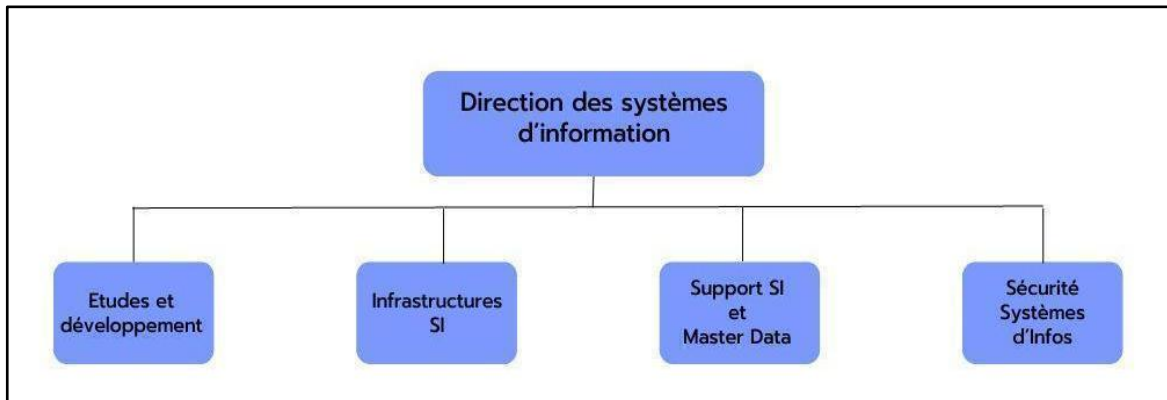 Direction des systèmes
d'information
Etudes et
développement
Infrastructures
SI
Support SI
et
Master Data
Sécurité
Systèmes
d'Infos